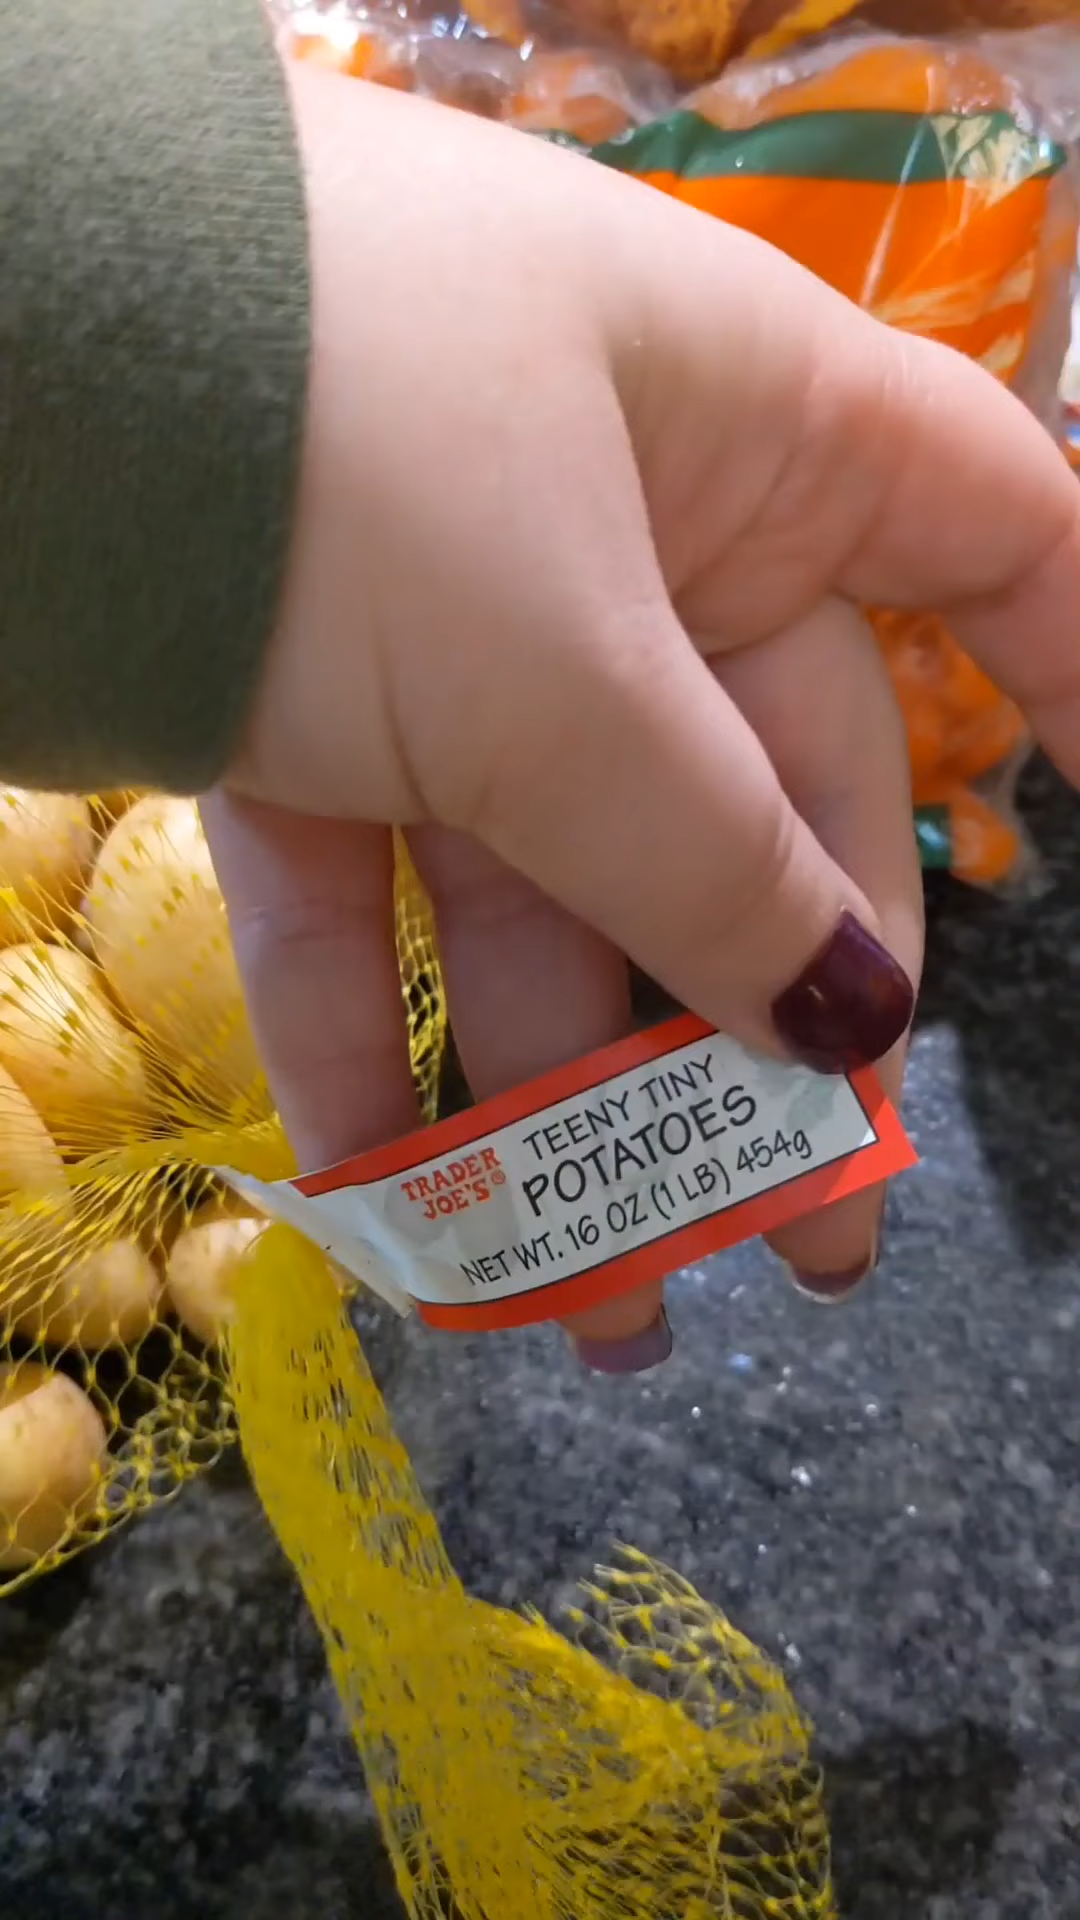 TRADER
JOE'S®
TEENY TINY
POTATOES
NET WT. 16 OZ (1 LB) 454g